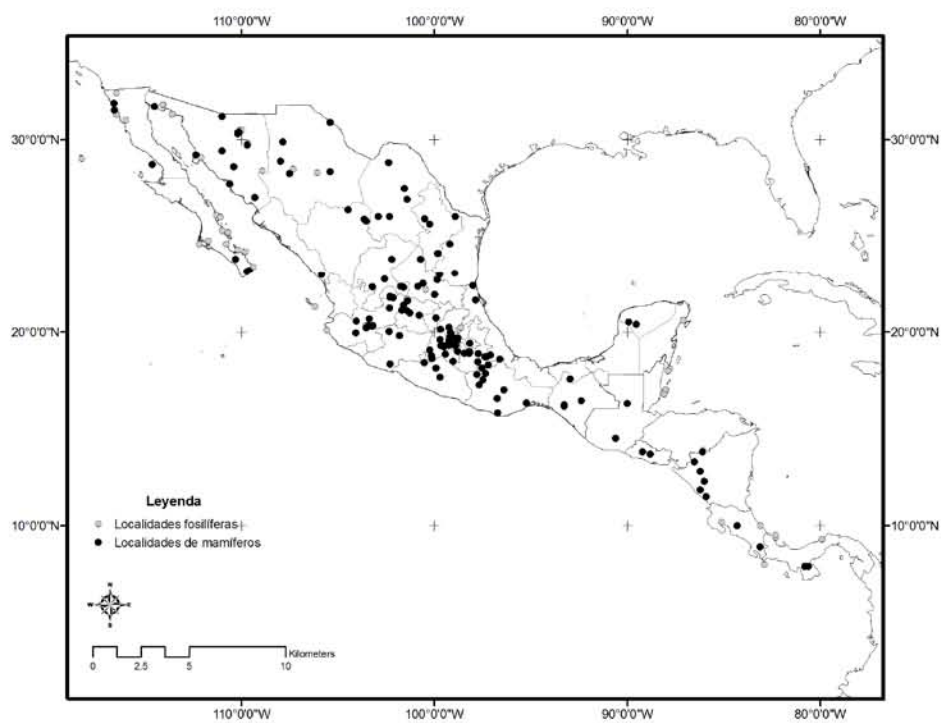 110°0'0"W 100°0'0"W 90°0'0"W 80°0'0"W
30°0'0"N 30°0'0"N
20°0'0"N 20°0'0"N
Leyenda
Localidades fosilíferas
10°0'0"N 10°0'0"N
Localidades de mamíferos
N
W E
S
Kilometers
0 2.5 5 10
110°0'0"W 100°0'0"W 90°0'0"W 80°0'0"W